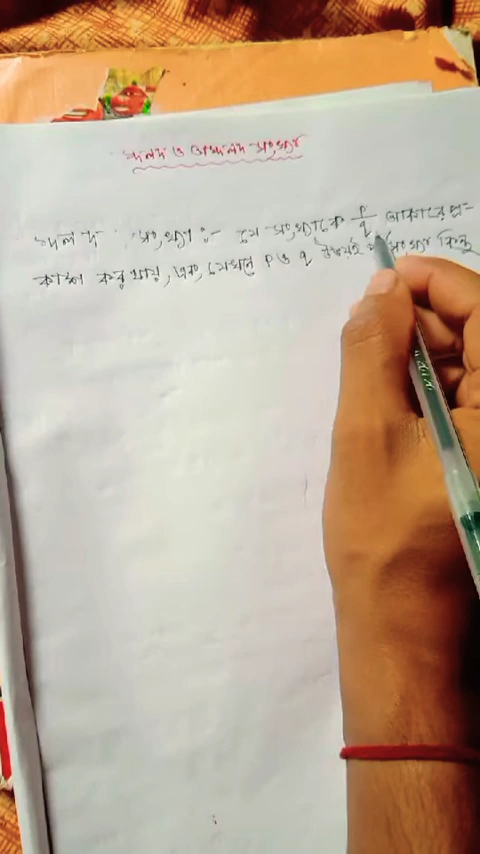 মূলদ ও অমূলদ সংখ্যা
মূলদ সংখ্যা :- যে সংখ্যাকে p/q আকারে প্র-
কাশ করা যায়, এবং যেখানে p ও q উভয়ই সংখ্যা কিন্তু